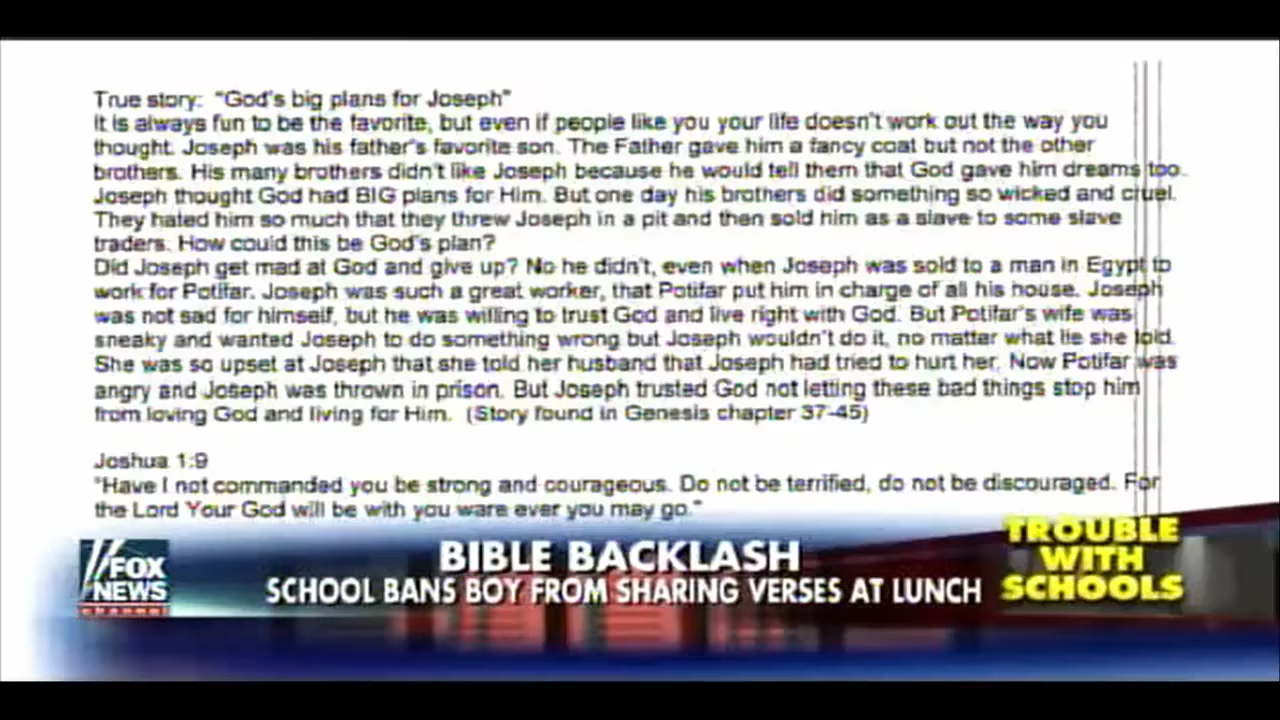 True story: "God's big plans for Joseph"
It is always fun to be the favorite, but even if people like you your life doesn't work out the way you
thought. Joseph was his father's favorite son. The Father gave him a fancy coat but not the other
brothers. His many brothers didn't like Joseph because he would tell them that God gave him dreams too.
Joseph thought God had BIG plans for Him. But one day his brothers did something so wicked and cruel.
They hated him so much that they threw Joseph in a pit and then sold him as a slave to some slave
traders. How could this be God's plan?
Did Joseph get mad at God and give up? No he didn't, even when Joseph was sold to a man in Egypt to
work for Potifar. Joseph was such a great worker, that Potifar put him in charge of all his house. Joseph
was not sad for himself, but he was willing to trust God and live right with God. But Potifar's wife was
sneaky and wanted Joseph to do something wrong but Joseph wouldn't do it, no matter what lie she told.
She was so upset at Joseph that she told her husband that Joseph had tried to hurt her. Now Potifar was
angry and Joseph was thrown in prison. But Joseph trusted God not letting these bad things stop him
from loving God and living for Him. (Story found in Genesis chapter 37-45)
Joshua 1:9
"Have I not commanded you be strong and courageous. Do not be terrified, do not be discouraged. For
the Lord Your God will be with you ware ever you may go."
FOX
NEWS
channel
BIBLE BACKLASH
SCHOOL BANS BOY FROM SHARING VERSES AT LUNCH
TROUBLE
WITH
SCHOOLS